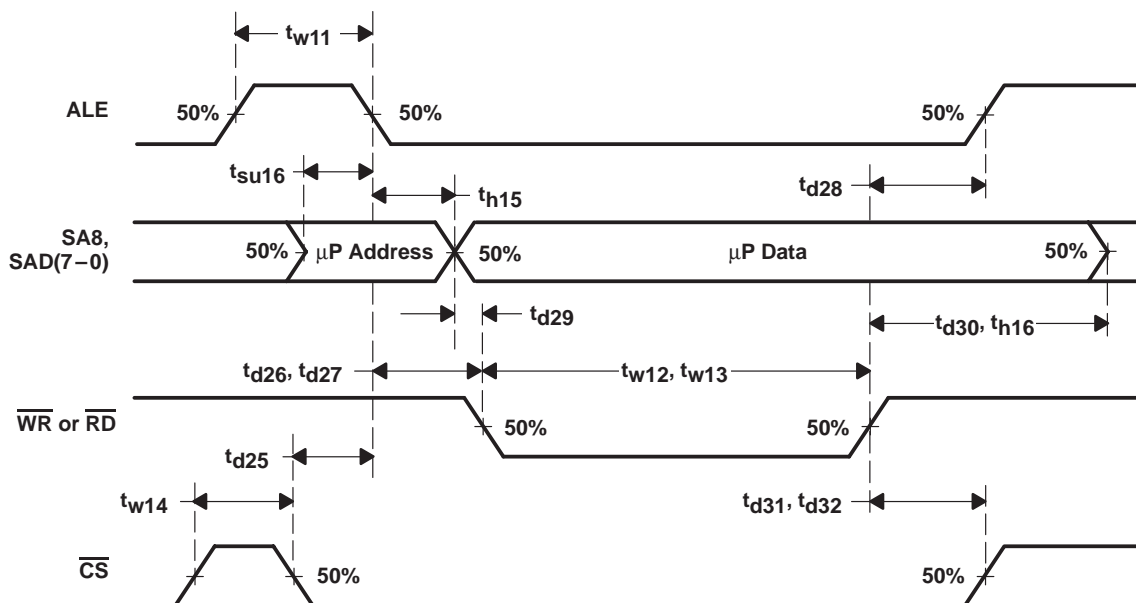 tw11
ALE
50%
50%
50%
tsu16
th15
td28
SA8,
SAD(7–0)
50%
μP Address
50%
μP Data
50%
td29
td30, th16
td26, td27
tw12, tw13
WR or RD
50%
50%
td25
tw14
td31, td32
CS
50%
50%